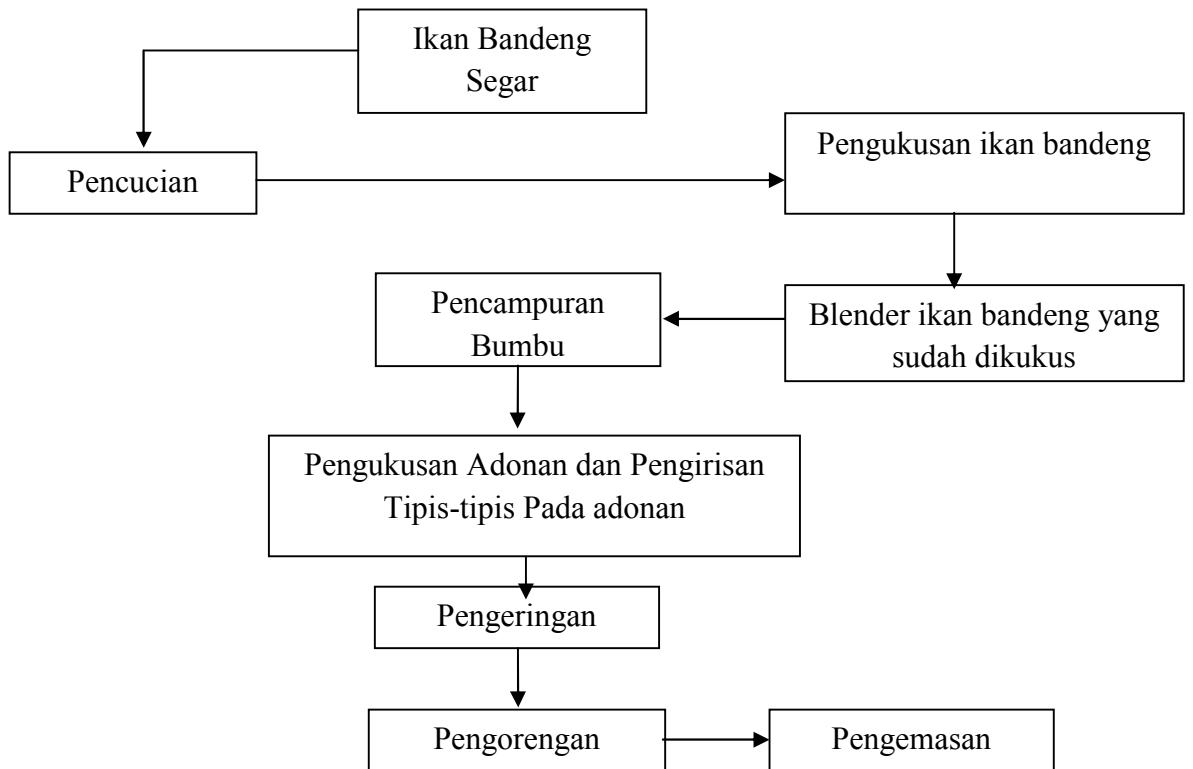 Ikan Bandeng
Segar
Pencucian
Pengukusan ikan bandeng
Blender ikan bandeng yang
sudah dikukus
Pencampuran
Bumbu
Pengukusan Adonan dan Pengirisan
Tipis-tipis Pada adonan
Pengeringan
Pengorengan
Pengemasan